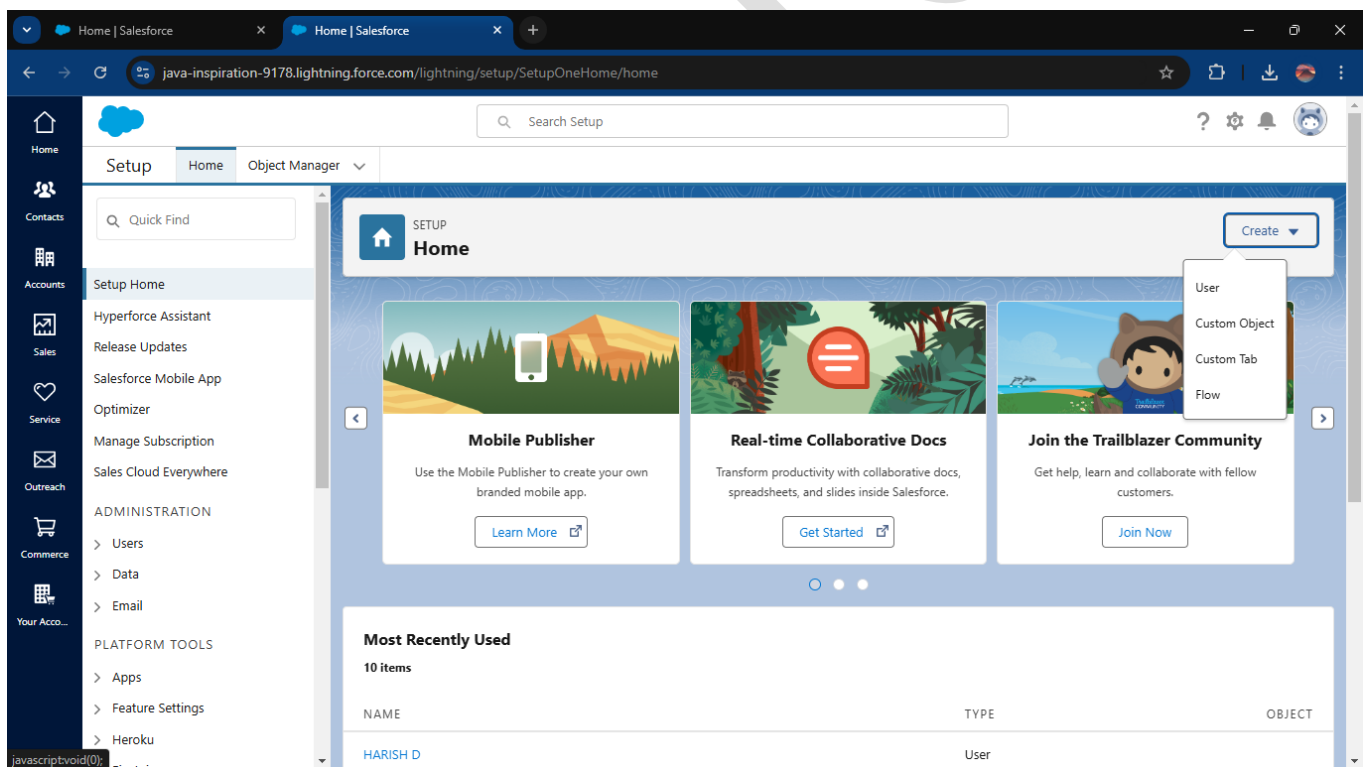 Home | Salesforce
Home | Salesforce
java-inspiration-9178.lightning.force.com/lightning/setup/SetupOneHome/home
Home
Contacts
Accounts
Sales
Service
Outreach
Commerce
Your Acco...
Search Setup
Setup
Home
Object Manager
Quick Find
Setup Home
Hyperforce Assistant
Release Updates
Salesforce Mobile App
Optimizer
Manage Subscription
Sales Cloud Everywhere
ADMINISTRATION
Users
Data
Email
PLATFORM TOOLS
Apps
Feature Settings
Heroku
SETUP
Home
Create
User
Custom Object
Custom Tab
Flow
Mobile Publisher
Use the Mobile Publisher to create your own
branded mobile app.
Learn More
Real-time Collaborative Docs
Transform productivity with collaborative docs,
spreadsheets, and slides inside Salesforce.
Get Started
Join the Trailblazer Community
Get help, learn and collaborate with fellow
customers.
Join Now
Most Recently Used
10 items
NAME TYPE OBJECT
HARISH D User
javascript:void(0);